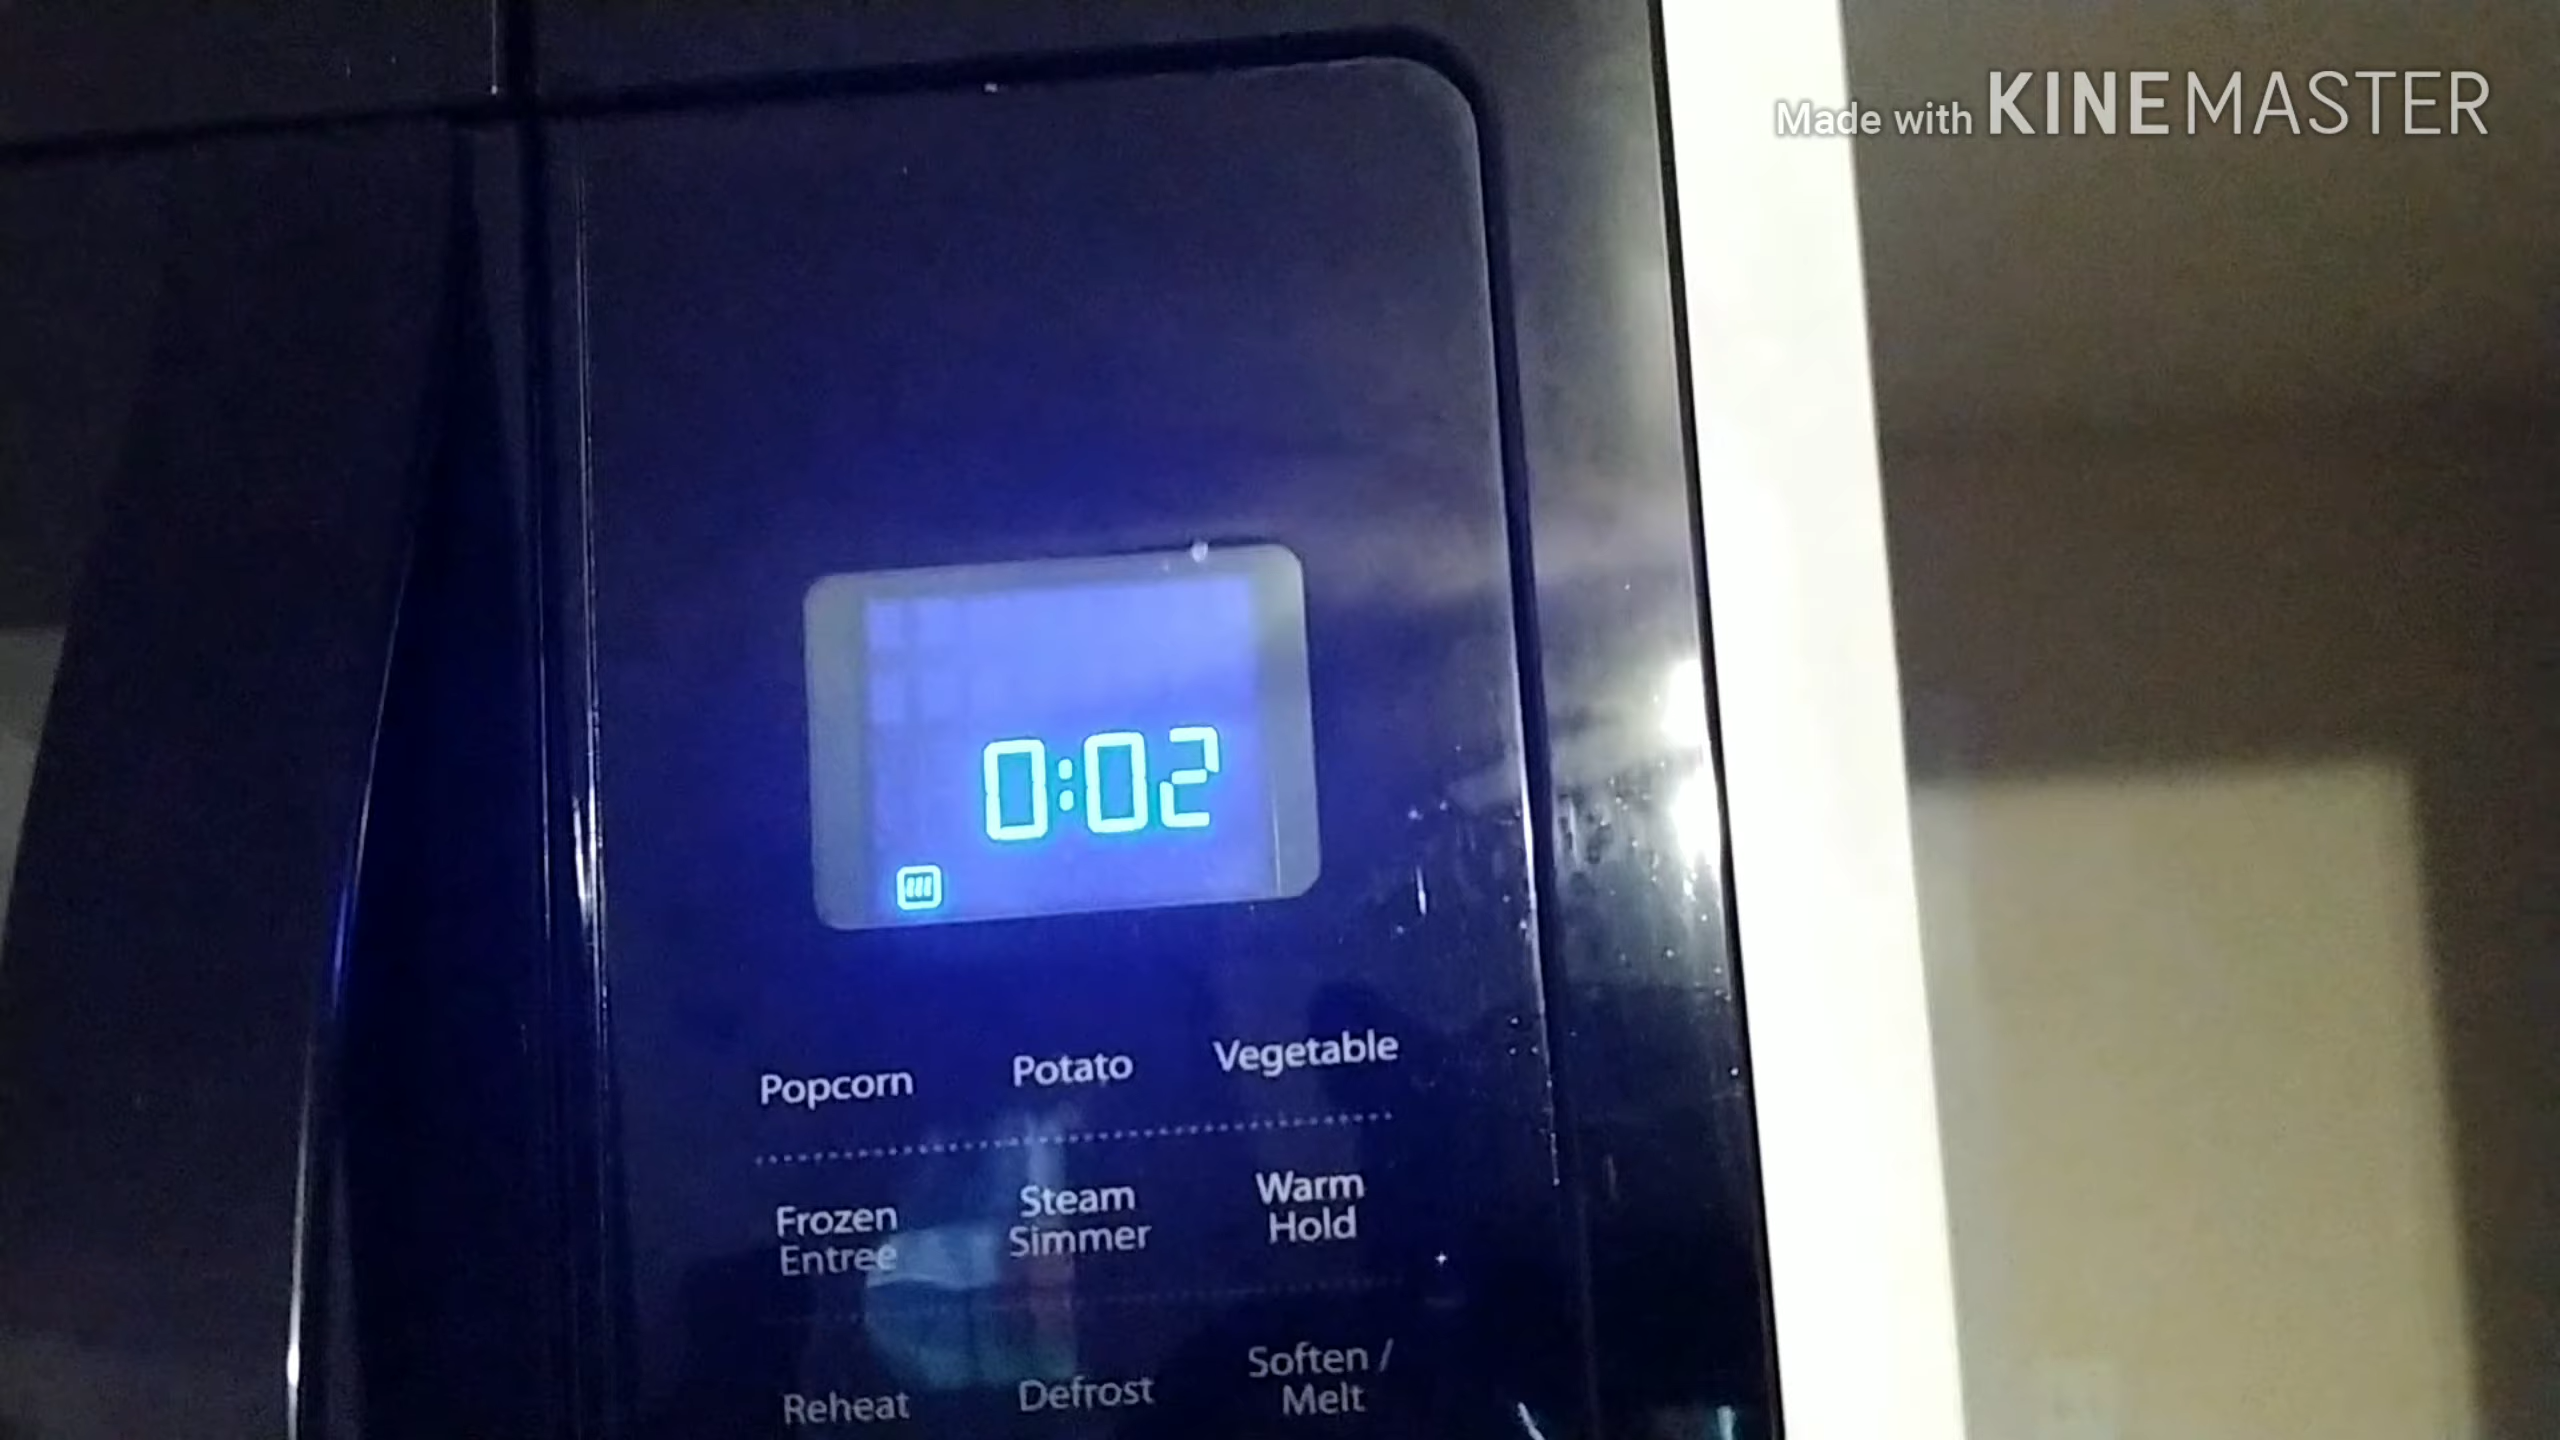 Made with KINEMASTER
0:02
Popcorn Potato Vegetable
Frozen Entree
Steam Simmer
Warm Hold
Reheat
Defrost
Soften / Melt